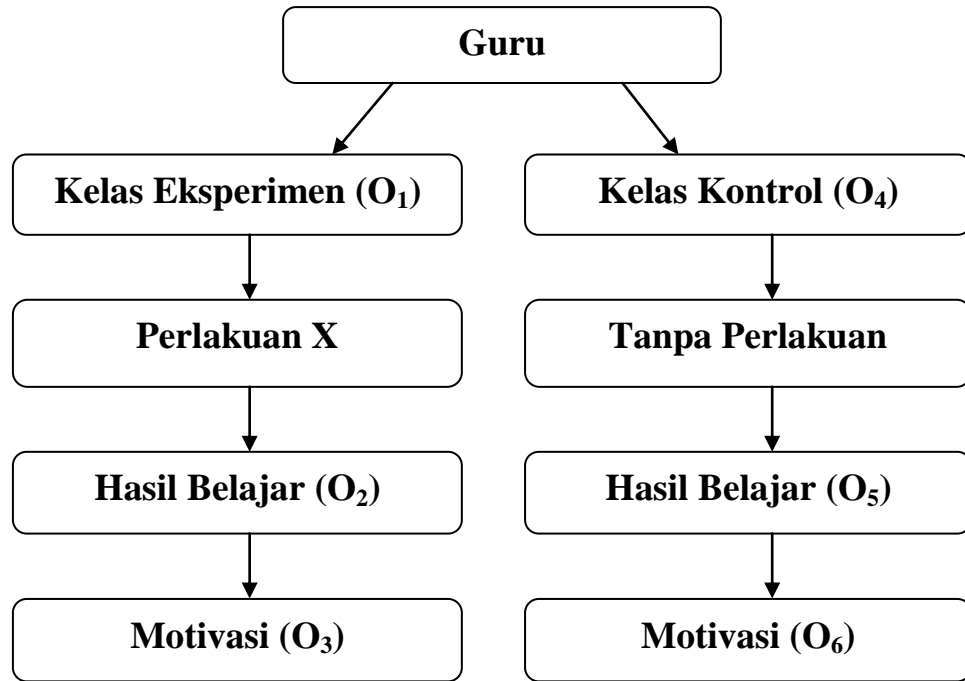 Guru
Kelas Eksperimen (O₁)
Kelas Kontrol (O₄)
Perlakuan X
Tanpa Perlakuan
Hasil Belajar (O₂)
Hasil Belajar (O₅)
Motivasi (O₃)
Motivasi (O₆)